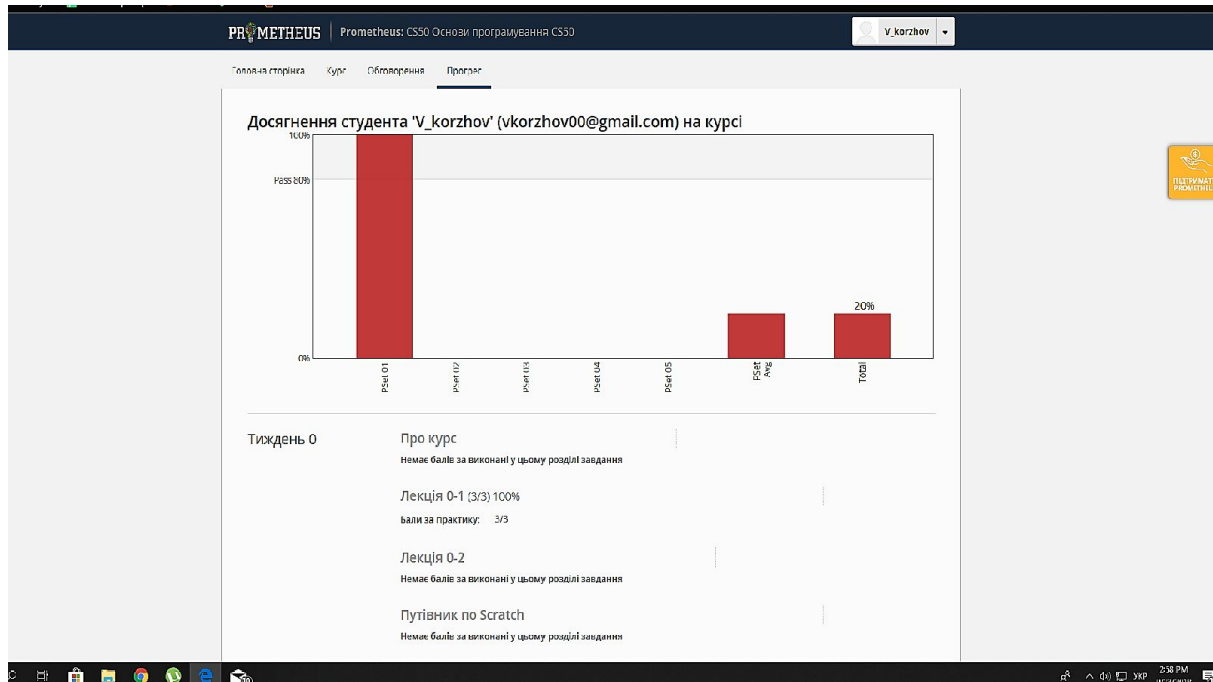 PROMETHEUS Prometheus: CS50 Основи програмування CS50 V_korzhov
Головна сторінка Курс Обговорення Прогрес
Досягнення студента 'V_korzhov' (vkorzhov00@gmail.com) на курсі
100%
Pass 80%
20%
0%
PSet 01 PSet 02 PSet 03 PSet 04 PSet 05 PSet Avg Total
ПІДТРИМАТИ
PROMETHEUS
Тиждень 0 Про курс
Немає балів за виконані у цьому розділі завдання
Лекція 0-1 (3/3) 100%
Бали за практику: 3/3
Лекція 0-2
Немає балів за виконані у цьому розділі завдання
Путівник по Scratch
Немає балів за виконані у цьому розділі завдання
УКР 2:58 PM